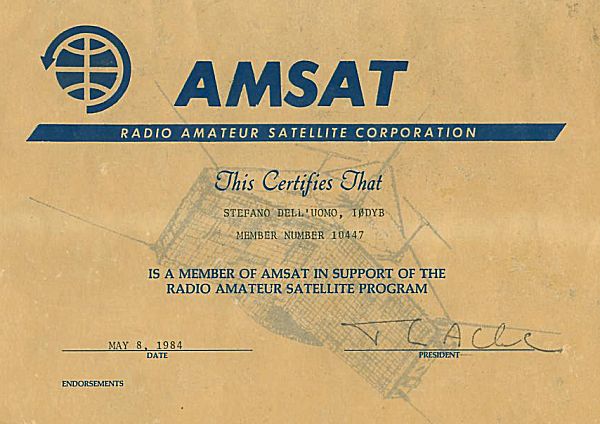 AMSAT
RADIO AMATEUR SATELLITE CORPORATION
This Certifies That
STEFANO DELL'UOMO, IØDYB
MEMBER NUMBER 10447
IS A MEMBER OF AMSAT IN SUPPORT OF THE
RADIO AMATEUR SATELLITE PROGRAM
MAY 8, 1984
DATE
PRESIDENT
ENDORSEMENTS